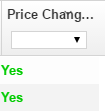 Price Chang...
Yes
Yes